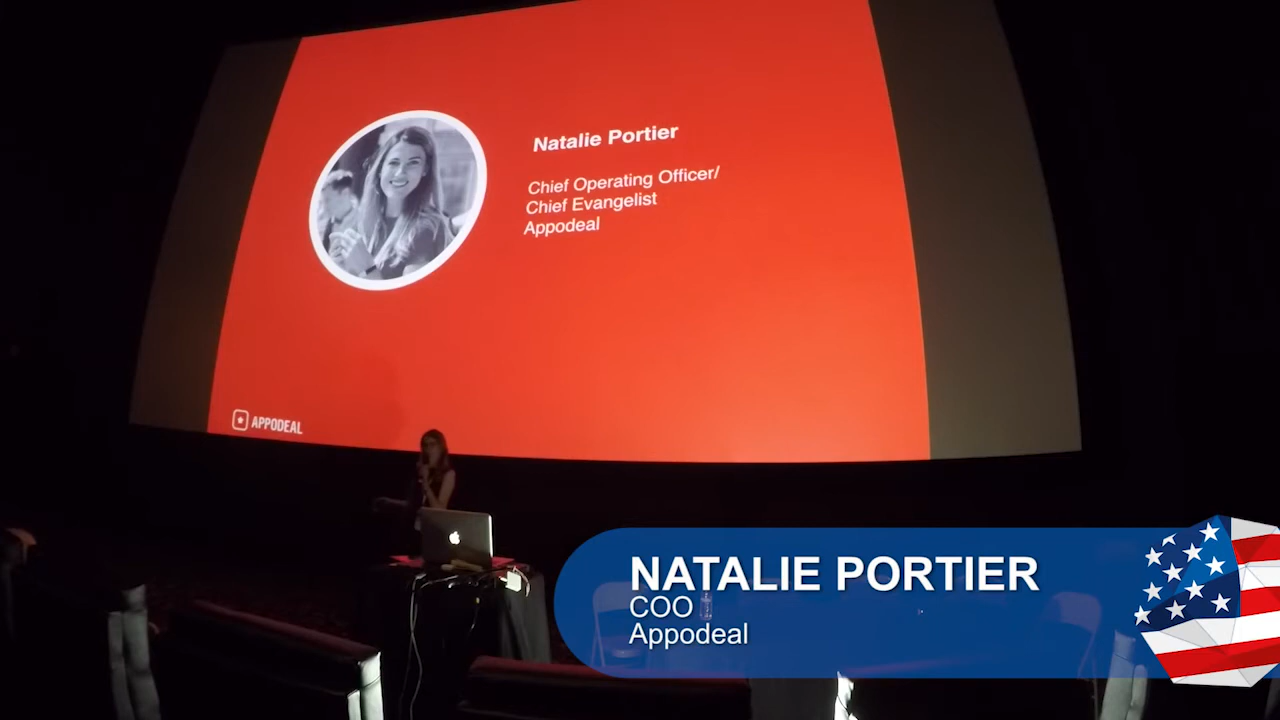 Natalie Portier
Chief Operating Officer/
Chief Evangelist
Appodeal
APPODEAL
NATALIE PORTIER
COO
Appodeal